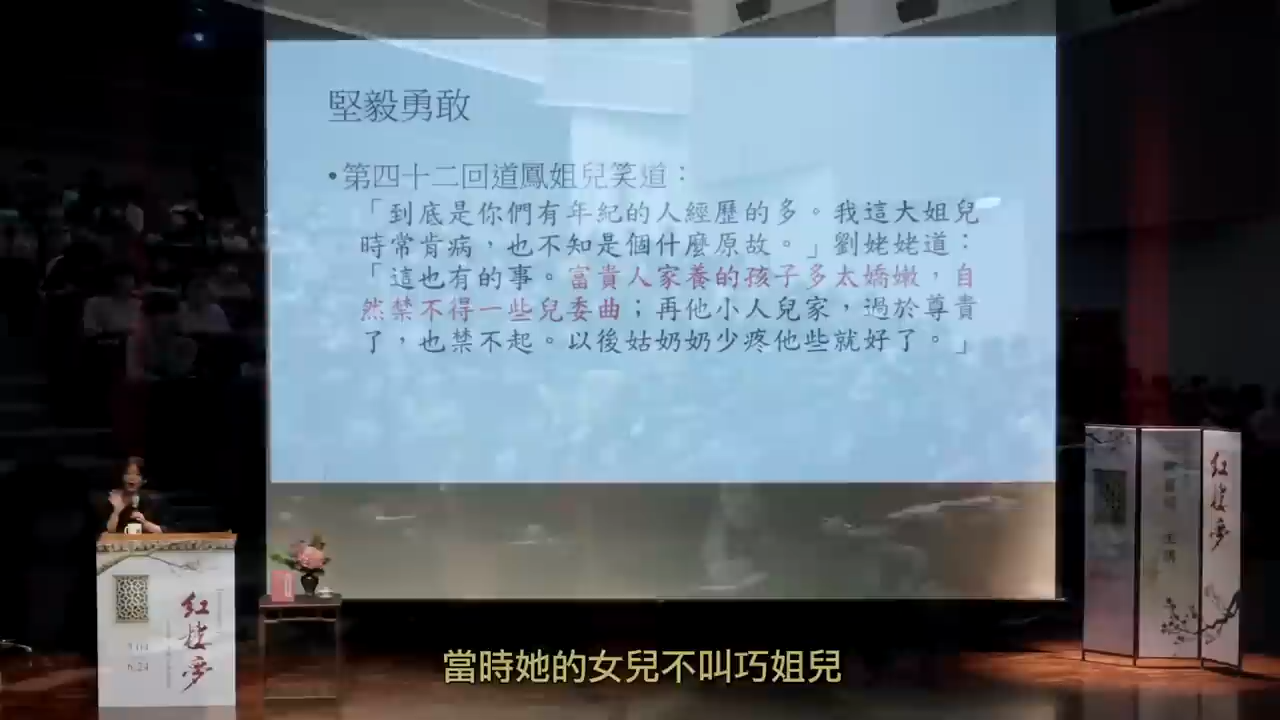 堅毅勇敢
•第四十二回道鳳姐兒笑道：
「到底是你們有年紀的人經歷的多。我這大姐兒
時常肯病，也不知是個什麼原故。」劉姥姥道：
「這也有的事。富貴人家養的孩子多太嬌嫩，自
然禁不得一些兒委曲；再他小人兒家，過於尊貴
了，也禁不起。以後姑奶奶少疼他些就好了。」
紅樓夢
6.24
紅樓夢
當時她的女兒不叫巧姐兒